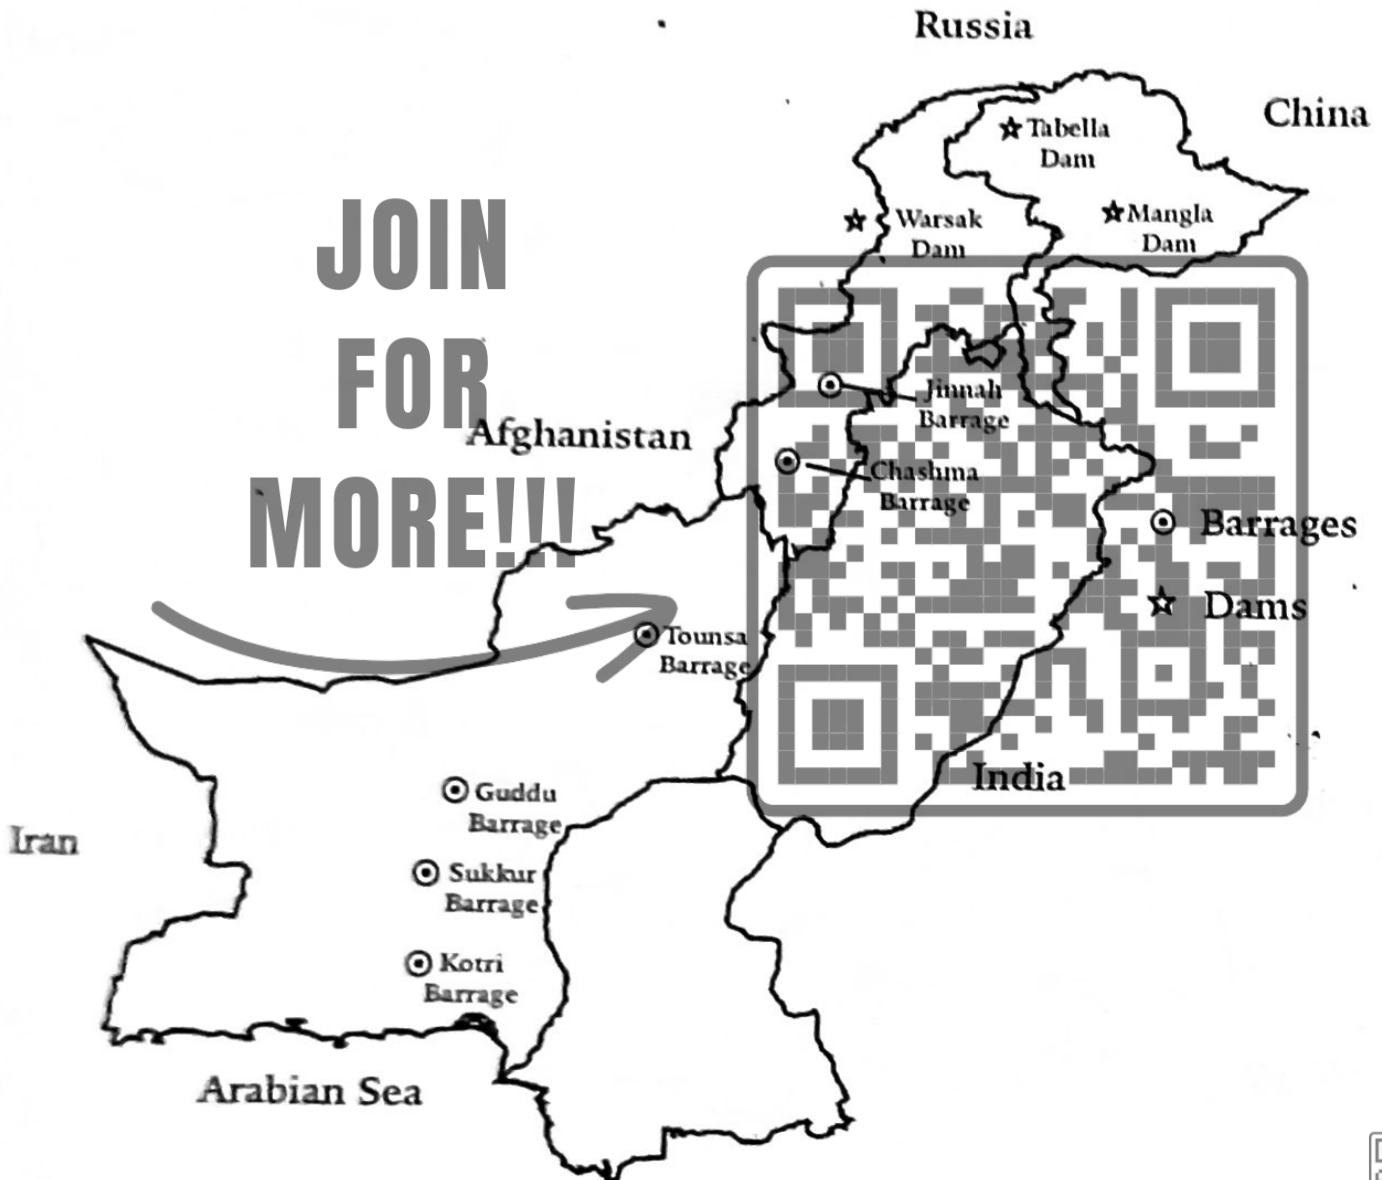 Russia
China
Tabella
Dam
Mangla
Dam
Warsak
Dam
JOIN
FOR
MORE!!!
Afghanistan
Jinnah
Barrage
Chashma
Barrage
Barrages
Dams
Tounsa
Barrage
India
Guddu
Barrage
Iran
Sukkur
Barrage
Kotri
Barrage
Arabian Sea